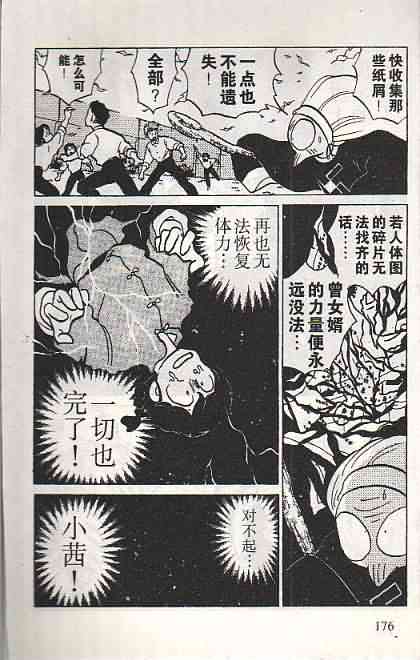 快收集那
些纸屑！
一点也
不能遗
失！
全部？
怎么可
能！
若人体图
的碎片无
法找齐的
话……
曾女婿
的力量便永
远没法…
再也无
法恢复
体力…
一切也
完了！
对不起…
小茜！
176